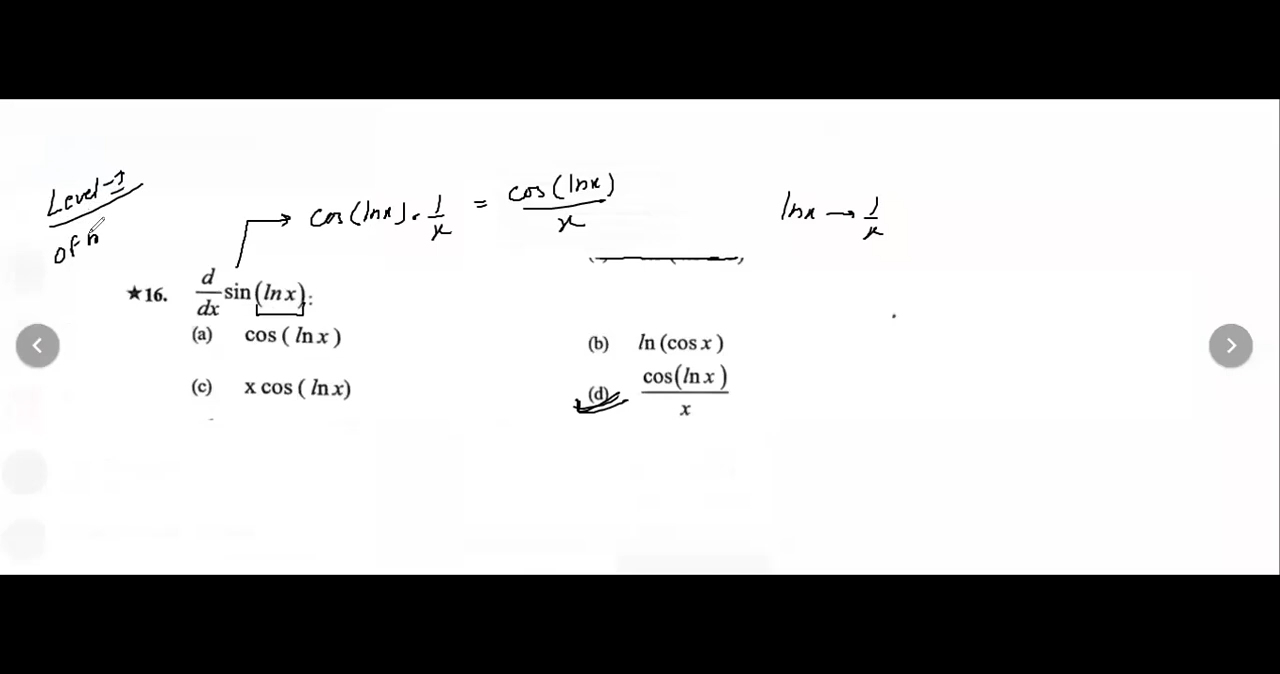 Level-1
of
cos(lnx) · 1/x = cos(lnx)/x
lnx → 1/x
★16. d/dx sin(ln x):
(a) cos ( ln x )
(b) ln (cos x )
(c) x cos ( ln x)
(d) cos(ln x )/x